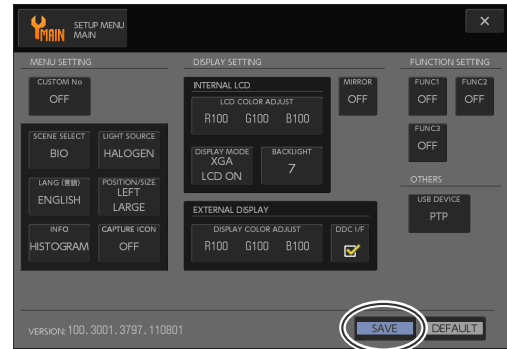 MAIN
SETUP MENU
MAIN
×
MENU SETTING
CUSTOM No
OFF
SCENE SELECT
BIO
LIGHT SOURCE
HALOGEN
LANG (言語)
ENGLISH
POSITION/SIZE
LEFT
LARGE
INFO
HISTOGRAM
CAPTURE ICON
OFF
DISPLAY SETTING
INTERNAL LCD
LCD COLOR ADJUST
R100 G100 B100
DISPLAY MODE
XGA
LCD ON
BACKLIGHT
7
MIRROR
OFF
EXTERNAL DISPLAY
DISPLAY COLOR ADJUST
R100 G100 B100
DDC I/F
FUNCTION SETTING
FUNC1
OFF
FUNC2
OFF
FUNC3
OFF
OTHERS
USB DEVICE
PTP
VERSION: 100. 3001. 3797. 110801
SAVE
DEFAULT